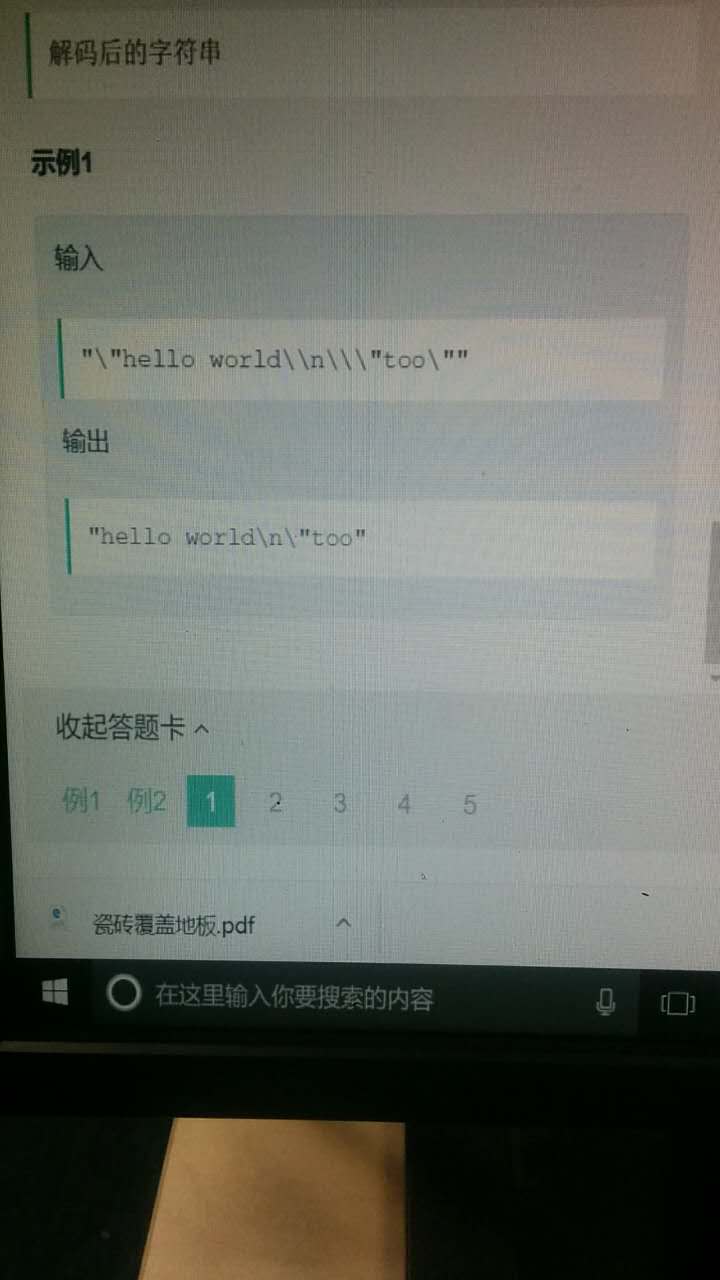 解码后的字符串
示例1
输入
"\"hello world\\n\\\"too\""
输出
"hello world\n\"too"
收起答题卡 ^
例1 例2 1 2 3 4 5
瓷砖覆盖地板.pdf
在这里输入你要搜索的内容